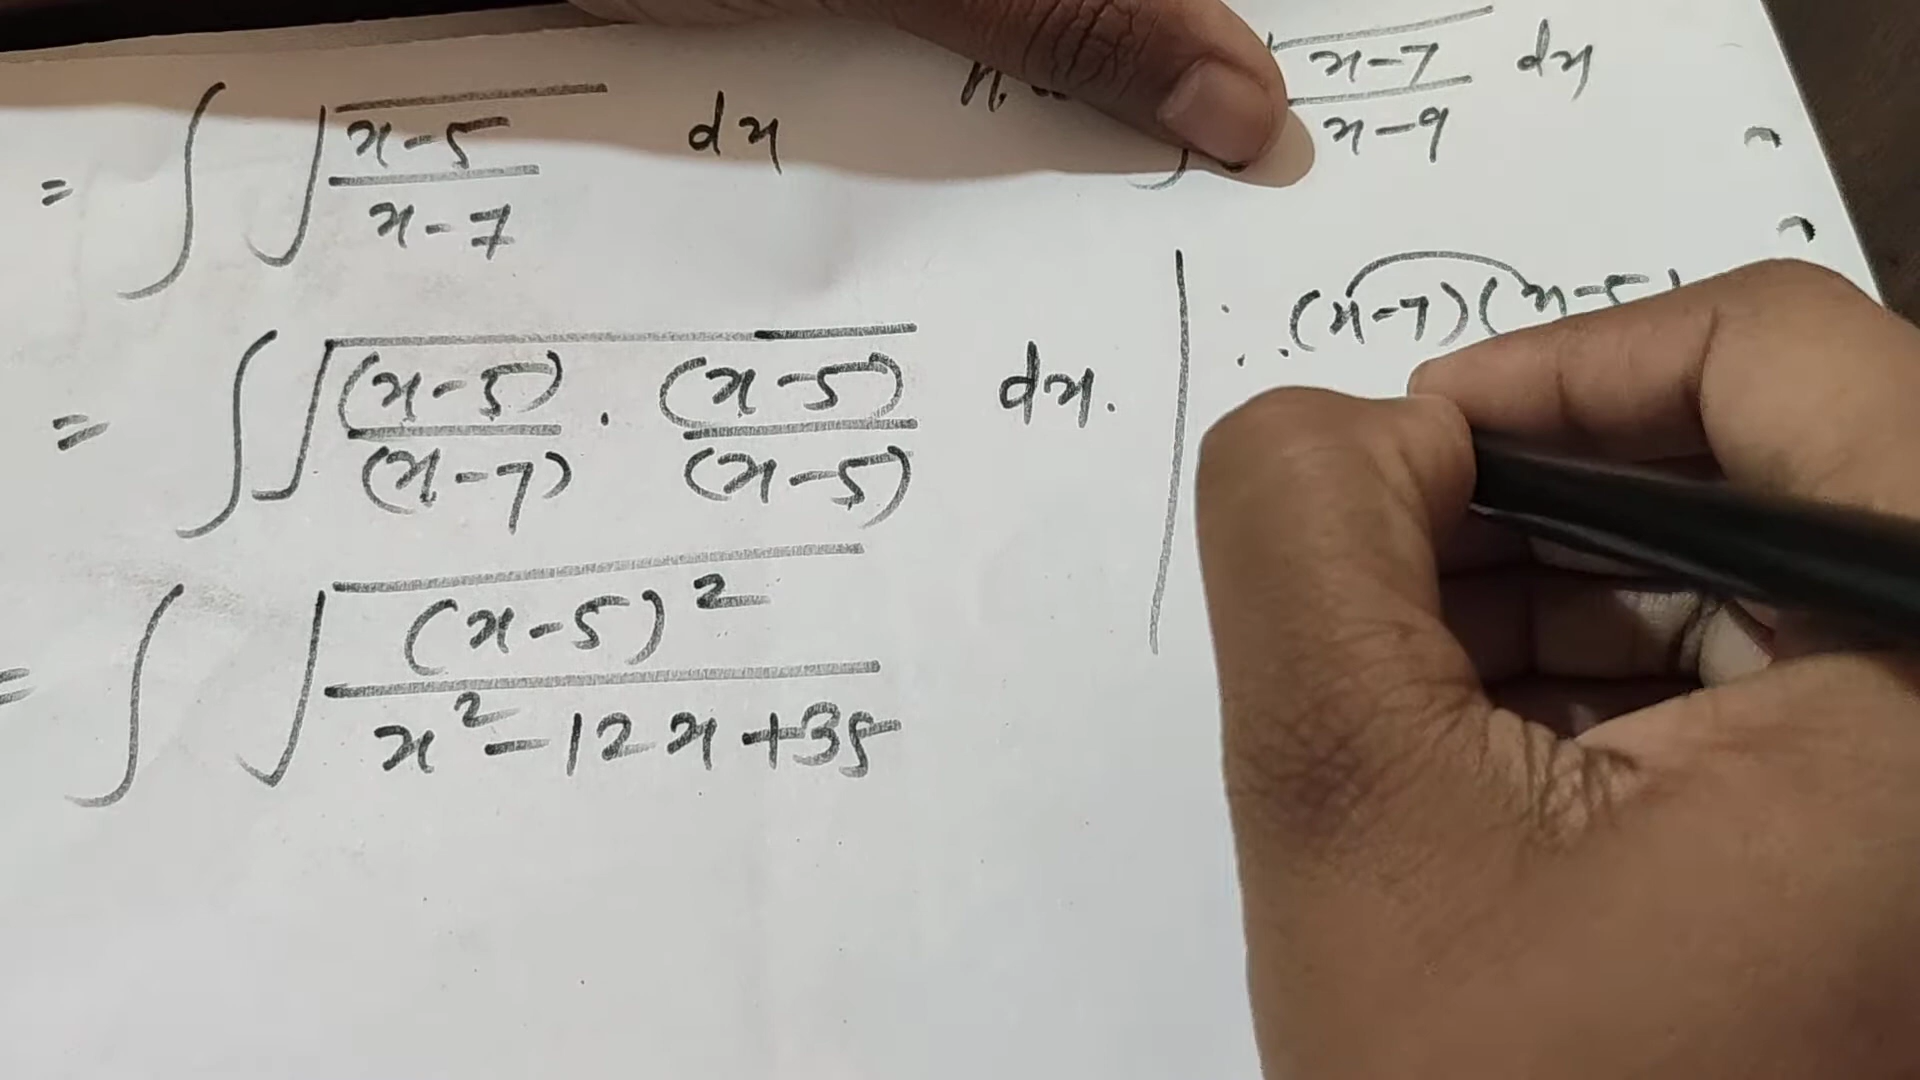 = ∫ √((x-5)/(x-7)) dx
√((x-7)/(x-9)) dx
= ∫ √((x-5)/(x-7) · (x-5)/(x-5)) dx.
∴ (x-7)(x-5)
= ∫ √((x-5)²/(x²-12x+35))